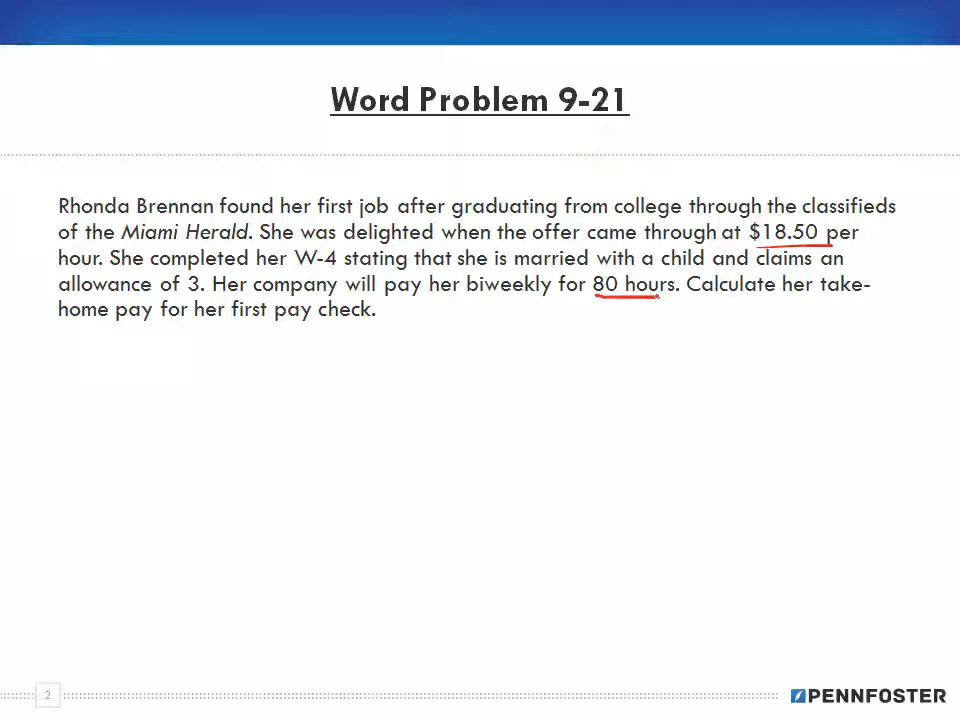 Word Problem 9-21
Rhonda Brennan found her first job after graduating from college through the classifieds
of the Miami Herald. She was delighted when the offer came through at $18.50 per
hour. She completed her W-4 stating that she is married with a child and claims an
allowance of 3. Her company will pay her biweekly for 80 hours. Calculate her take-
home pay for her first pay check.
2
PENNFOSTER